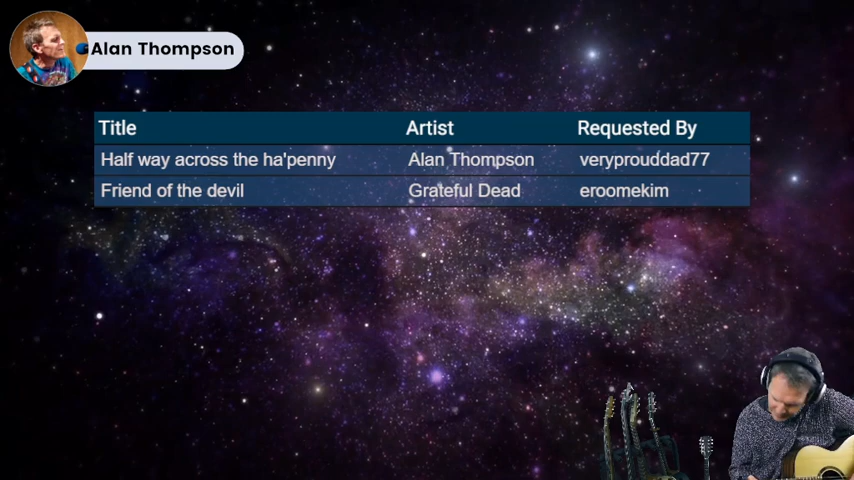 Alan Thompson
Title Artist Requested By
Half way across the ha'penny Alan Thompson veryprouddad77
Friend of the devil Grateful Dead eroomekim